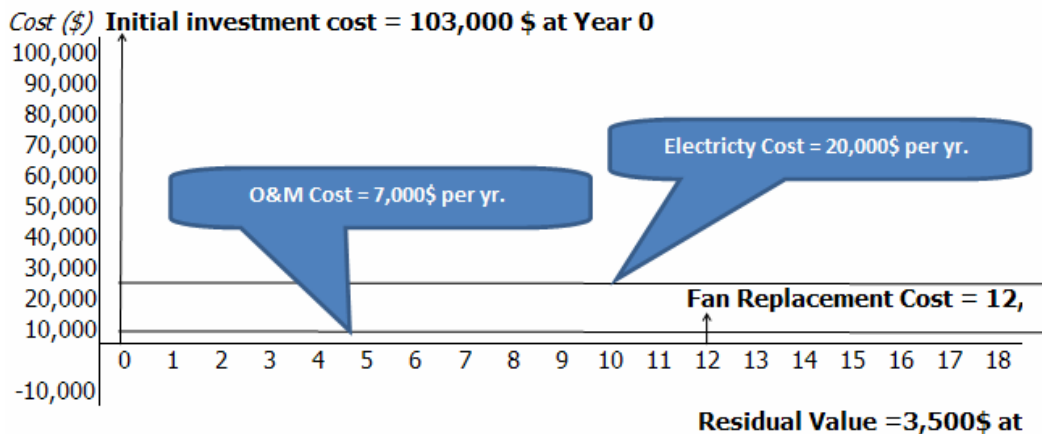 Cost ($) Initial investment cost = 103,000 $ at Year 0
100,000
90,000
80,000
70,000
60,000
50,000
40,000
30,000
20,000
10,000
-10,000
Electricty Cost = 20,000$ per yr.
O&M Cost = 7,000$ per yr.
Fan Replacement Cost = 12,
0 1 2 3 4 5 6 7 8 9 10 11 12 13 14 15 16 17 18
Residual Value =3,500$ at